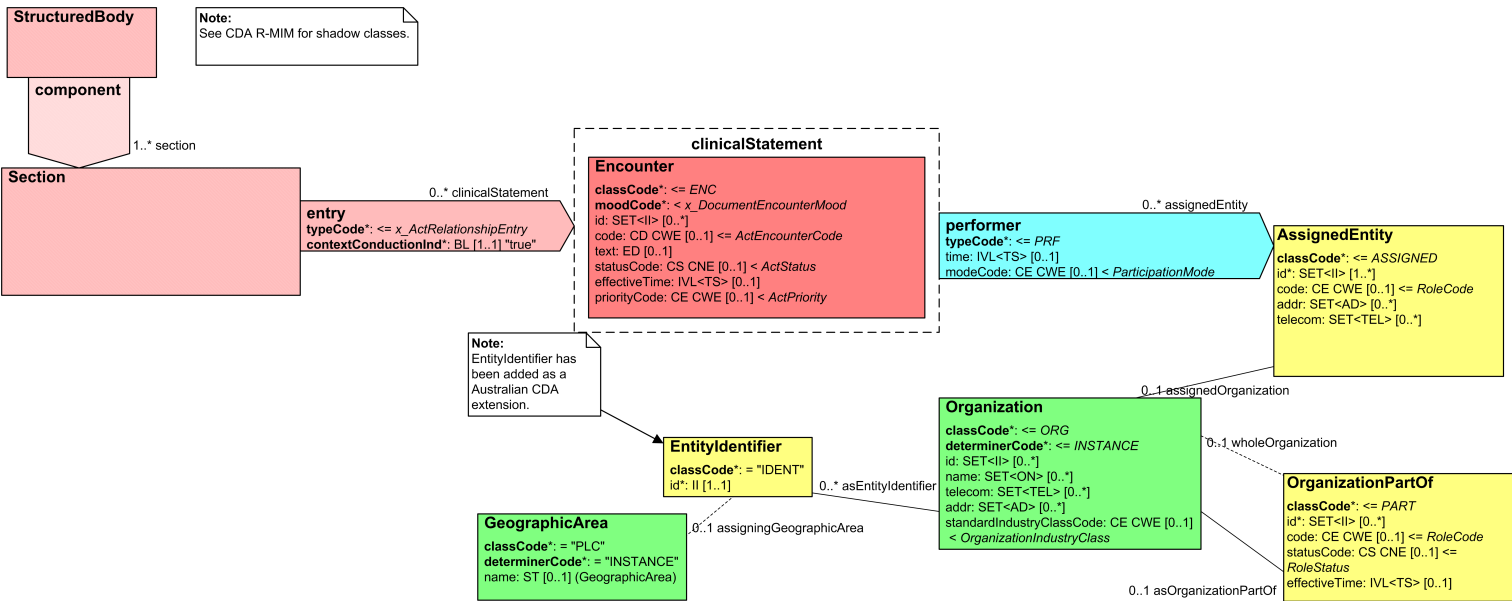 StructuredBody
Note:
See CDA R-MIM for shadow classes.
component
1..* section
Section
0..* clinicalStatement
entry
typeCode*: <= x_ActRelationshipEntry
contextConductionInd*: BL [1..1] "true"
clinicalStatement
Encounter
classCode*: <= ENC
moodCode*: < x_DocumentEncounterMood
id: SET<II> [0..*]
code: CD CWE [0..1] <= ActEncounterCode
text: ED [0..1]
statusCode: CS CNE [0..1] < ActStatus
effectiveTime: IVL<TS> [0..1]
priorityCode: CE CWE [0..1] < ActPriority
0..* assignedEntity
performer
typeCode*: <= PRF
time: IVL<TS> [0..1]
modeCode: CE CWE [0..1] < ParticipationMode
AssignedEntity
classCode*: <= ASSIGNED
id*: SET<II> [1..*]
code: CE CWE [0..1] <= RoleCode
addr: SET<AD> [0..*]
telecom: SET<TEL> [0..*]
Note:
EntityIdentifier has
been added as a
Australian CDA
extension.
0..1 assignedOrganization
Organization
classCode*: <= ORG
determinerCode*: <= INSTANCE
id: SET<II> [0..*]
name: SET<ON> [0..*]
telecom: SET<TEL> [0..*]
addr: SET<AD> [0..*]
standardIndustryClassCode: CE CWE [0..1]
< OrganizationIndustryClass
0..1 wholeOrganization
EntityIdentifier
classCode*: = "IDENT"
id*: II [1..1]
0..* asEntityIdentifier
OrganizationPartOf
classCode*: <= PART
id*: SET<II> [0..*]
code: CE CWE [0..1] <= RoleCode
statusCode: CS CNE [0..1] <=
RoleStatus
effectiveTime: IVL<TS> [0..1]
GeographicArea
classCode*: = "PLC"
determinerCode*: = "INSTANCE"
name: ST [0..1] (GeographicArea)
0..1 assigningGeographicArea
0..1 asOrganizationPartOf